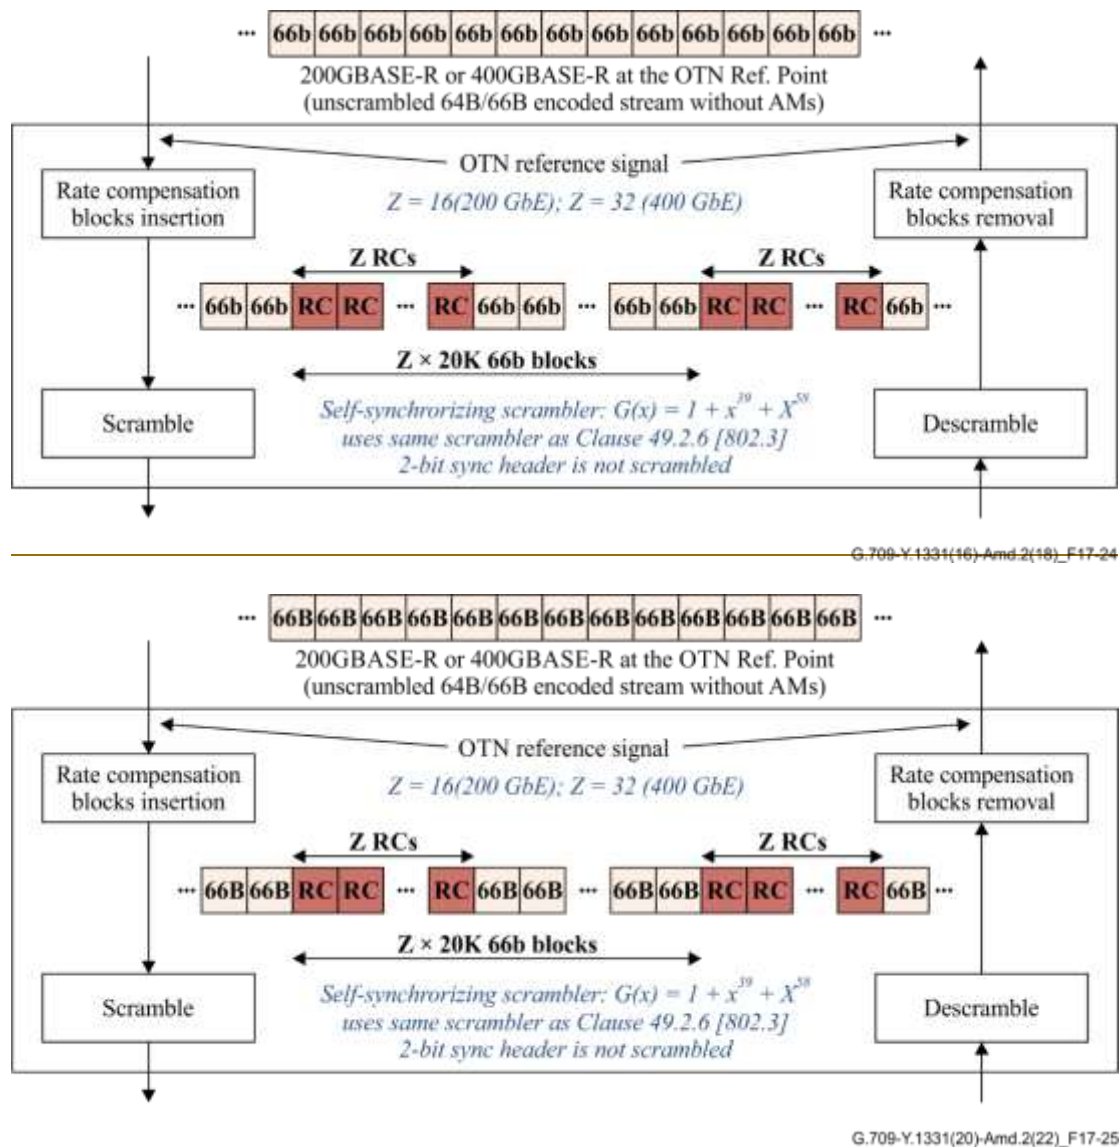 ... 66b 66b 66b 66b 66b 66b 66b 66b 66b 66b 66b 66b 66b ...
200GBASE-R or 400GBASE-R at the OTN Ref. Point
(unscrambled 64B/66B encoded stream without AMs)
OTN reference signal
Rate compensation
blocks insertion
Z = 16(200 GbE); Z = 32 (400 GbE)
Rate compensation
blocks removal
Z RCs Z RCs
... 66b 66b RC RC ... RC 66b 66b ... 66b 66b RC RC ... RC 66b ...
Z × 20K 66b blocks
Scramble
Self-synchrorizing scrambler: G(x) = 1 + x^39 + X^58
uses same scrambler as Clause 49.2.6 [802.3]
2-bit sync header is not scrambled
Descramble
G.709-Y.1331(16)-Amd.2(18)_F17-24
... 66B 66B 66B 66B 66B 66B 66B 66B 66B 66B 66B 66B 66B ...
200GBASE-R or 400GBASE-R at the OTN Ref. Point
(unscrambled 64B/66B encoded stream without AMs)
OTN reference signal
Rate compensation
blocks insertion
Z = 16(200 GbE); Z = 32 (400 GbE)
Rate compensation
blocks removal
Z RCs Z RCs
... 66B 66B RC RC ... RC 66B 66B ... 66B 66B RC RC ... RC 66B ...
Z × 20K 66b blocks
Scramble
Self-synchrorizing scrambler: G(x) = 1 + x^39 + X^58
uses same scrambler as Clause 49.2.6 [802.3]
2-bit sync header is not scrambled
Descramble
G.709-Y.1331(20)-Amd.2(22)_F17-25